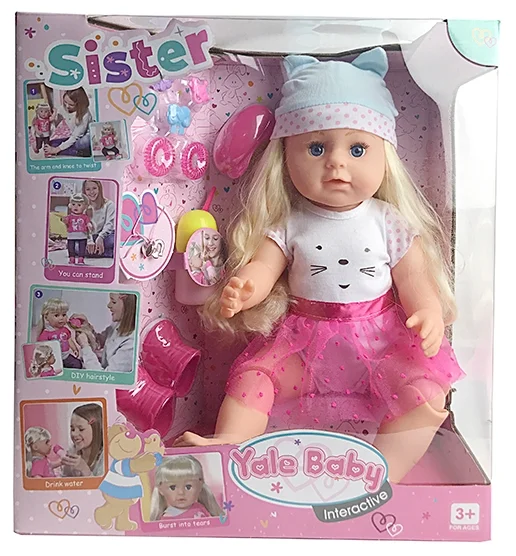 Sister
1
The arm and knee to twist
2
You can stand
3
DIY hairstyle
Drink water
Burst into tears
Yale Baby
Interactive
3+
FOR AGES